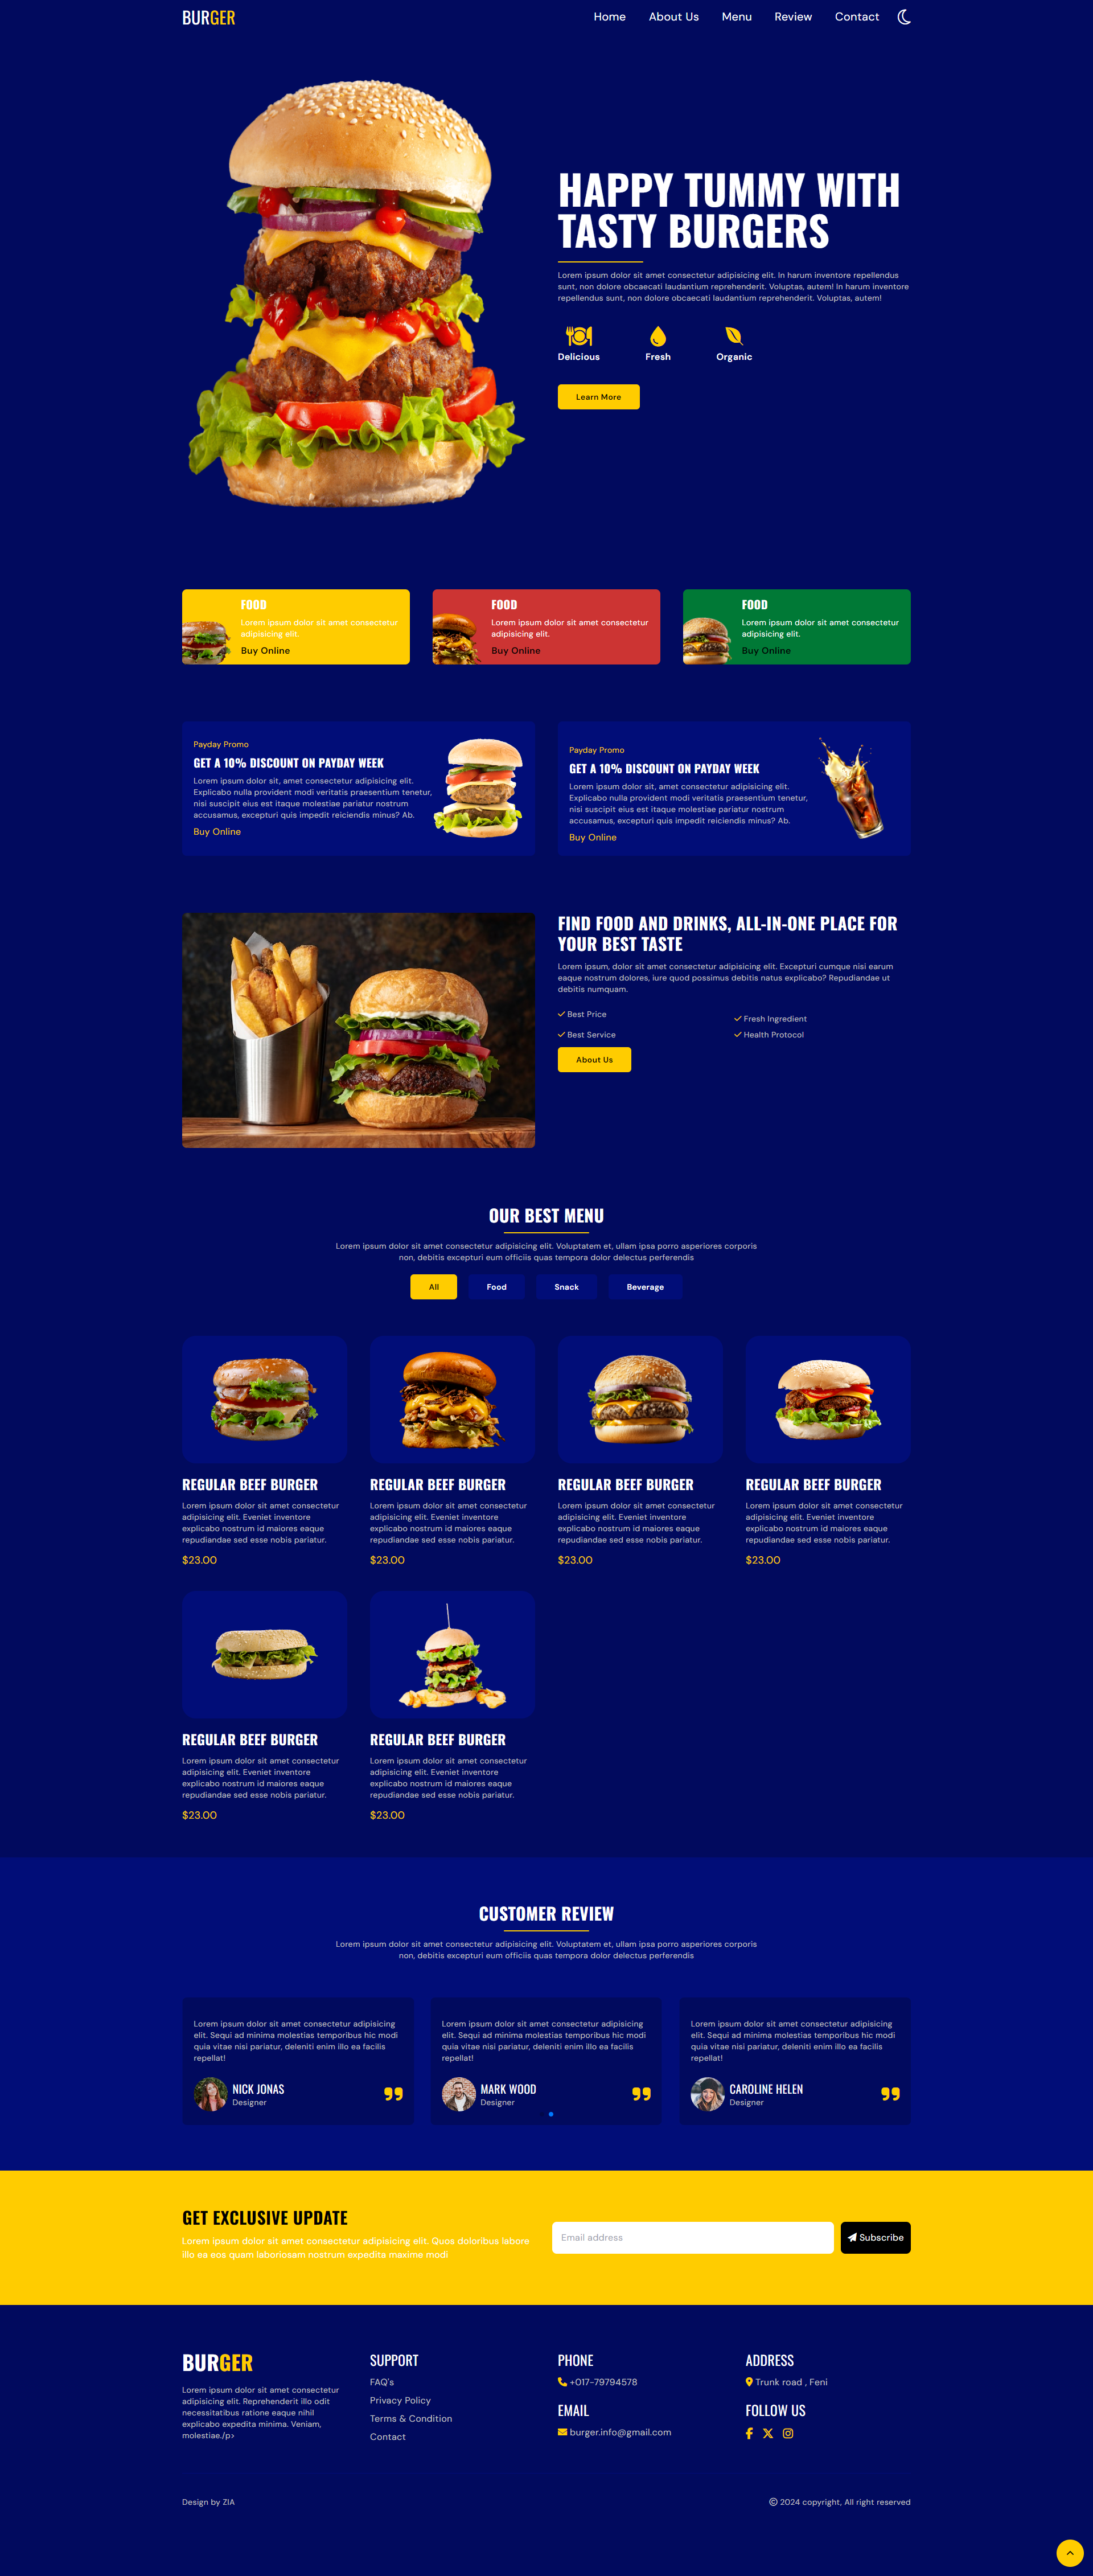 BURGER
Home About Us Menu Review Contact
HAPPY TUMMY WITH
TASTY BURGERS
Lorem ipsum dolor sit amet consectetur adipisicing elit. In harum inventore repellendus
sunt, non dolore obcaecati laudantium reprehenderit. Voluptas, autem! In harum inventore
repellendus sunt, non dolore obcaecati laudantium reprehenderit. Voluptas, autem!
Delicious Fresh Organic
Learn More
FOOD
Lorem ipsum dolor sit amet consectetur
adipisicing elit.
Buy Online
FOOD
Lorem ipsum dolor sit amet consectetur
adipisicing elit.
Buy Online
FOOD
Lorem ipsum dolor sit amet consectetur
adipisicing elit.
Buy Online
Payday Promo
GET A 10% DISCOUNT ON PAYDAY WEEK
Lorem ipsum dolor sit, amet consectetur adipisicing elit.
Explicabo nulla provident modi veritatis praesentium tenetur,
nisi suscipit eius est itaque molestiae pariatur nostrum
accusamus, excepturi quis impedit reiciendis minus? Ab.
Buy Online
Payday Promo
GET A 10% DISCOUNT ON PAYDAY WEEK
Lorem ipsum dolor sit, amet consectetur adipisicing elit.
Explicabo nulla provident modi veritatis praesentium tenetur,
nisi suscipit eius est itaque molestiae pariatur nostrum
accusamus, excepturi quis impedit reiciendis minus? Ab.
Buy Online
FIND FOOD AND DRINKS, ALL-IN-ONE PLACE FOR
YOUR BEST TASTE
Lorem ipsum, dolor sit amet consectetur adipisicing elit. Excepturi cumque nisi earum
eaque nostrum dolores, iure quod possimus debitis natus explicabo? Repudiandae ut
debitis numquam.
Best Price
Fresh Ingredient
Best Service
Health Protocol
About Us
OUR BEST MENU
Lorem ipsum dolor sit amet consectetur adipisicing elit. Voluptatem et, ullam ipsa porro asperiores corporis
non, debitis excepturi eum officiis quas tempora dolor delectus perferendis
All Food Snack Beverage
REGULAR BEEF BURGER
Lorem ipsum dolor sit amet consectetur
adipisicing elit. Eveniet inventore
explicabo nostrum id maiores eaque
repudiandae sed esse nobis pariatur.
$23.00
REGULAR BEEF BURGER
Lorem ipsum dolor sit amet consectetur
adipisicing elit. Eveniet inventore
explicabo nostrum id maiores eaque
repudiandae sed esse nobis pariatur.
$23.00
REGULAR BEEF BURGER
Lorem ipsum dolor sit amet consectetur
adipisicing elit. Eveniet inventore
explicabo nostrum id maiores eaque
repudiandae sed esse nobis pariatur.
$23.00
REGULAR BEEF BURGER
Lorem ipsum dolor sit amet consectetur
adipisicing elit. Eveniet inventore
explicabo nostrum id maiores eaque
repudiandae sed esse nobis pariatur.
$23.00
REGULAR BEEF BURGER
Lorem ipsum dolor sit amet consectetur
adipisicing elit. Eveniet inventore
explicabo nostrum id maiores eaque
repudiandae sed esse nobis pariatur.
$23.00
REGULAR BEEF BURGER
Lorem ipsum dolor sit amet consectetur
adipisicing elit. Eveniet inventore
explicabo nostrum id maiores eaque
repudiandae sed esse nobis pariatur.
$23.00
CUSTOMER REVIEW
Lorem ipsum dolor sit amet consectetur adipisicing elit. Voluptatem et, ullam ipsa porro asperiores corporis
non, debitis excepturi eum officiis quas tempora dolor delectus perferendis
Lorem ipsum dolor sit amet consectetur adipisicing
elit. Sequi ad minima molestias temporibus hic modi
quia vitae nisi pariatur, deleniti enim illo ea facilis
repellat!
NICK JONAS
Designer
Lorem ipsum dolor sit amet consectetur adipisicing
elit. Sequi ad minima molestias temporibus hic modi
quia vitae nisi pariatur, deleniti enim illo ea facilis
repellat!
MARK WOOD
Designer
Lorem ipsum dolor sit amet consectetur adipisicing
elit. Sequi ad minima molestias temporibus hic modi
quia vitae nisi pariatur, deleniti enim illo ea facilis
repellat!
CAROLINE HELEN
Designer
GET EXCLUSIVE UPDATE
Lorem ipsum dolor sit amet consectetur adipisicing elit. Quos doloribus labore
illo ea eos quam laboriosam nostrum expedita maxime modi
Email address
Subscribe
BURGER
Lorem ipsum dolor sit amet consectetur
adipisicing elit. Reprehenderit illo odit
necessitatibus ratione eaque nihil
explicabo expedita minima. Veniam,
molestiae./p>
SUPPORT
FAQ's
Privacy Policy
Terms & Condition
Contact
PHONE
+017-79794578
EMAIL
burger.info@gmail.com
ADDRESS
Trunk road , Feni
FOLLOW US
Design by ZIA
© 2024 copyright, All right reserved